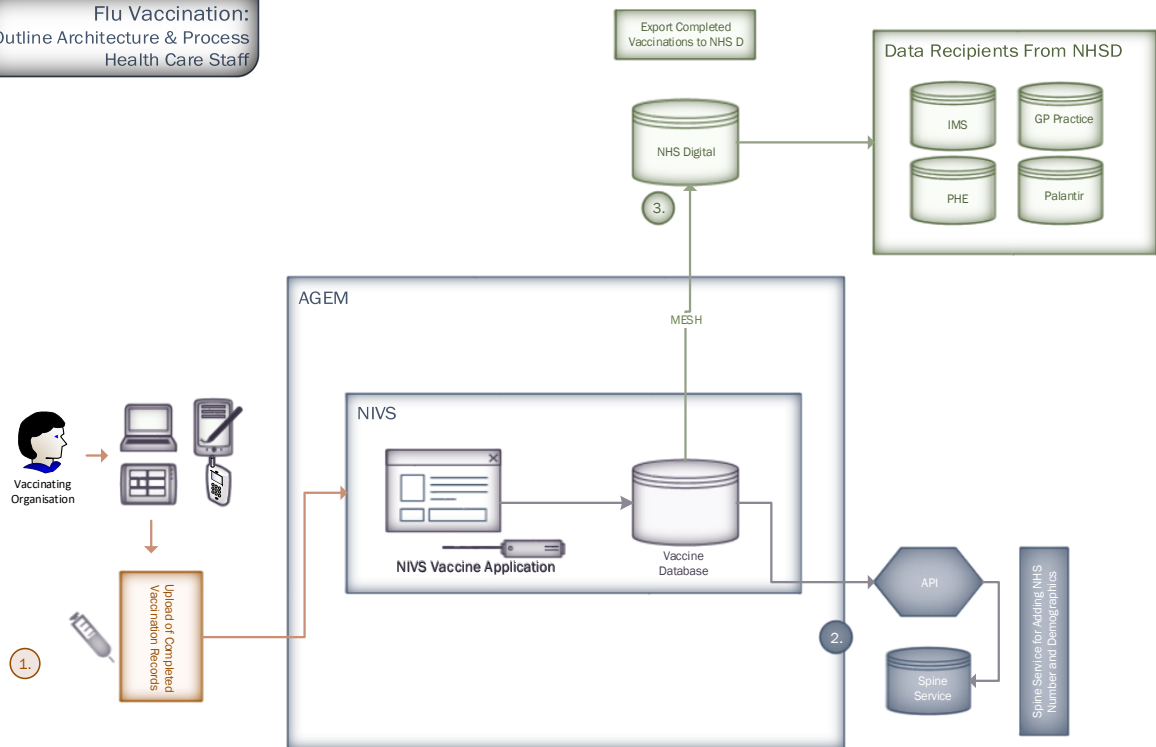 Flu Vaccination:
Outline Architecture & Process
Health Care Staff
Export Completed
Vaccinations to NHS D
Data Recipients From NHSD
IMS
GP Practice
PHE
Palantir
NHS Digital
3.
AGEM
MESH
NIVS
Vaccinating
Organisation
NIVS Vaccine Application
Vaccine
Database
API
Spine
Service
Spine Service for Adding NHS
Number and Demographics
2.
Upload of Completed
Vaccination Records
1.